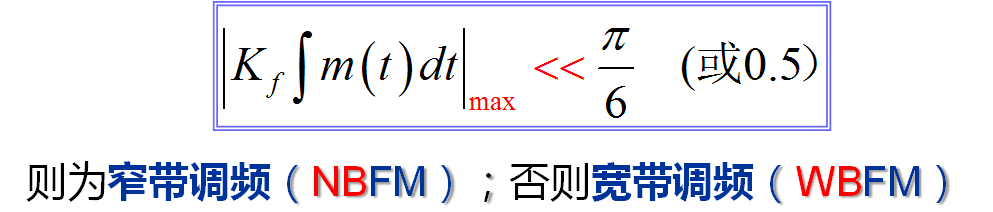 |K_f ∫ m(t) dt|_max << π/6 (或0.5)
则为窄带调频(NBFM);否则宽带调频(WBFM)